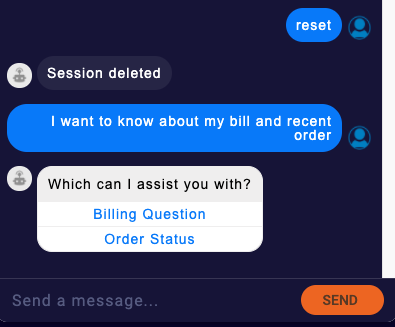 reset
Session deleted
I want to know about my bill and recent
order
Which can I assist you with?
Billing Question
Order Status
Send a message...
SEND